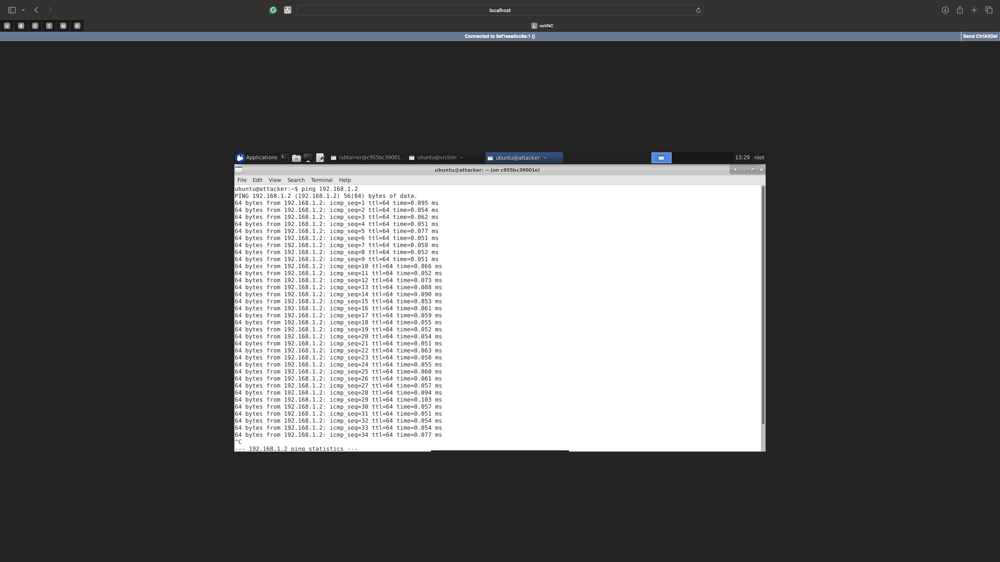 localhost
V R C T N P
L noVNC
Connected to 9af1eea0cc8e:1 ()
Send CtrlAltDel
Applications labtainer@c955bc39001... ubuntu@victim: ~ ubuntu@attacker: ~ 13:29 root
ubuntu@attacker: ~ (on c955bc39001e)
File Edit View Search Terminal Help
ubuntu@attacker:~$ ping 192.168.1.2
PING 192.168.1.2 (192.168.1.2) 56(84) bytes of data.
64 bytes from 192.168.1.2: icmp_seq=1 ttl=64 time=0.095 ms
64 bytes from 192.168.1.2: icmp_seq=2 ttl=64 time=0.054 ms
64 bytes from 192.168.1.2: icmp_seq=3 ttl=64 time=0.062 ms
64 bytes from 192.168.1.2: icmp_seq=4 ttl=64 time=0.051 ms
64 bytes from 192.168.1.2: icmp_seq=5 ttl=64 time=0.077 ms
64 bytes from 192.168.1.2: icmp_seq=6 ttl=64 time=0.051 ms
64 bytes from 192.168.1.2: icmp_seq=7 ttl=64 time=0.058 ms
64 bytes from 192.168.1.2: icmp_seq=8 ttl=64 time=0.052 ms
64 bytes from 192.168.1.2: icmp_seq=9 ttl=64 time=0.051 ms
64 bytes from 192.168.1.2: icmp_seq=10 ttl=64 time=0.066 ms
64 bytes from 192.168.1.2: icmp_seq=11 ttl=64 time=0.052 ms
64 bytes from 192.168.1.2: icmp_seq=12 ttl=64 time=0.073 ms
64 bytes from 192.168.1.2: icmp_seq=13 ttl=64 time=0.088 ms
64 bytes from 192.168.1.2: icmp_seq=14 ttl=64 time=0.090 ms
64 bytes from 192.168.1.2: icmp_seq=15 ttl=64 time=0.053 ms
64 bytes from 192.168.1.2: icmp_seq=16 ttl=64 time=0.061 ms
64 bytes from 192.168.1.2: icmp_seq=17 ttl=64 time=0.059 ms
64 bytes from 192.168.1.2: icmp_seq=18 ttl=64 time=0.055 ms
64 bytes from 192.168.1.2: icmp_seq=19 ttl=64 time=0.052 ms
64 bytes from 192.168.1.2: icmp_seq=20 ttl=64 time=0.054 ms
64 bytes from 192.168.1.2: icmp_seq=21 ttl=64 time=0.051 ms
64 bytes from 192.168.1.2: icmp_seq=22 ttl=64 time=0.063 ms
64 bytes from 192.168.1.2: icmp_seq=23 ttl=64 time=0.058 ms
64 bytes from 192.168.1.2: icmp_seq=24 ttl=64 time=0.055 ms
64 bytes from 192.168.1.2: icmp_seq=25 ttl=64 time=0.060 ms
64 bytes from 192.168.1.2: icmp_seq=26 ttl=64 time=0.061 ms
64 bytes from 192.168.1.2: icmp_seq=27 ttl=64 time=0.057 ms
64 bytes from 192.168.1.2: icmp_seq=28 ttl=64 time=0.094 ms
64 bytes from 192.168.1.2: icmp_seq=29 ttl=64 time=0.103 ms
64 bytes from 192.168.1.2: icmp_seq=30 ttl=64 time=0.057 ms
64 bytes from 192.168.1.2: icmp_seq=31 ttl=64 time=0.051 ms
64 bytes from 192.168.1.2: icmp_seq=32 ttl=64 time=0.054 ms
64 bytes from 192.168.1.2: icmp_seq=33 ttl=64 time=0.054 ms
64 bytes from 192.168.1.2: icmp_seq=34 ttl=64 time=0.077 ms
^C
--- 192.168.1.2 ping statistics ---